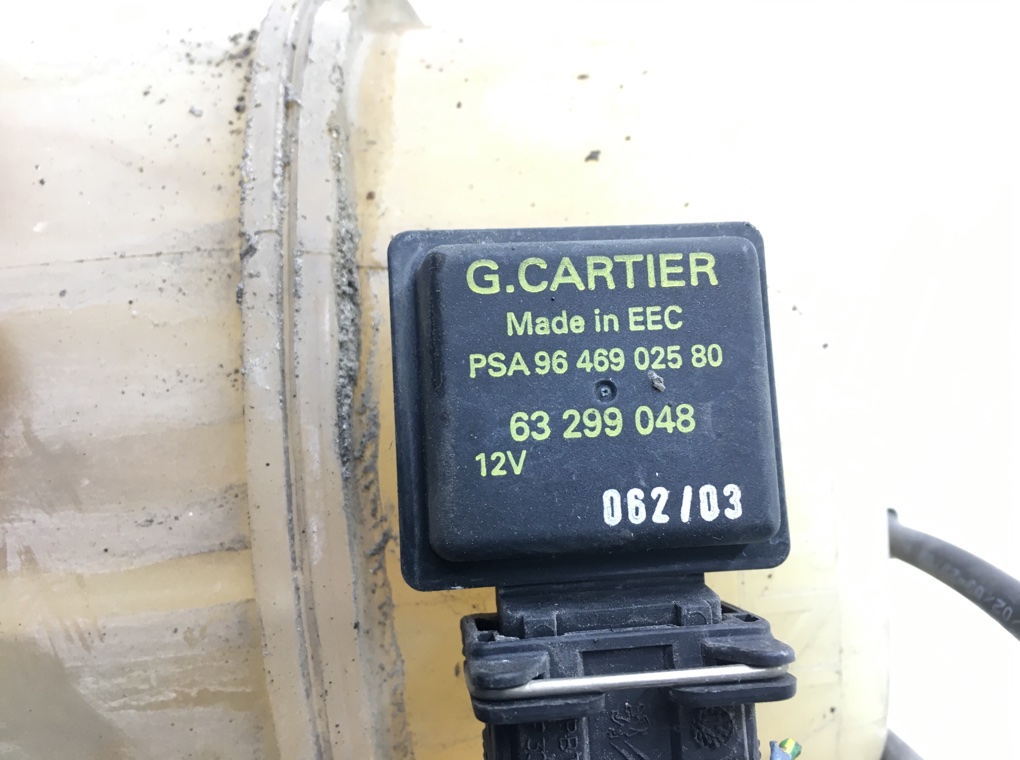 G.CARTIER
Made in EEC
PSA 96 469 025 80
63 299 048
12V
062/03